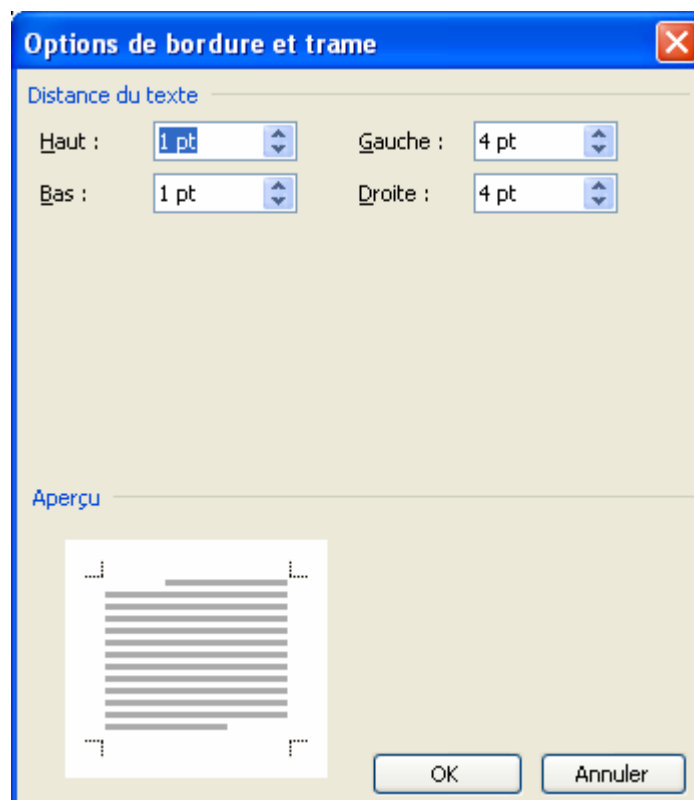 Options de bordure et trame
Distance du texte
Haut : 1 pt Gauche : 4 pt
Bas : 1 pt Droite : 4 pt
Aperçu
OK Annuler